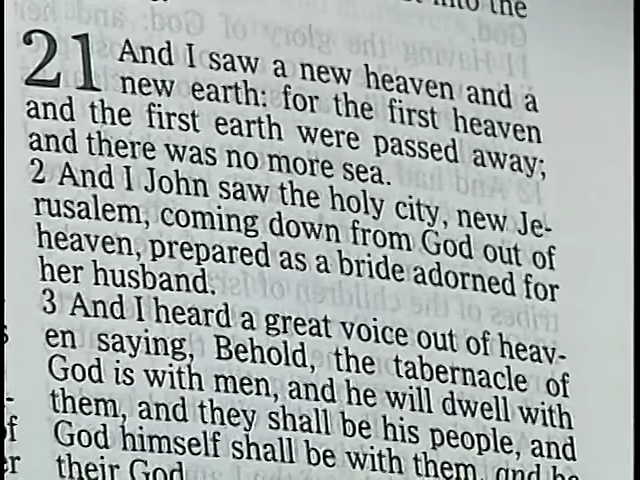 into the
21 And I saw a new heaven and a
new earth: for the first heaven
and the first earth were passed away;
and there was no more sea.
2 And I John saw the holy city, new Je-
rusalem, coming down from God out of
heaven, prepared as a bride adorned for
her husband.
3 And I heard a great voice out of heav-
en saying, Behold, the tabernacle of
God is with men, and he will dwell with
them, and they shall be his people, and
God himself shall be with them, and be
their God